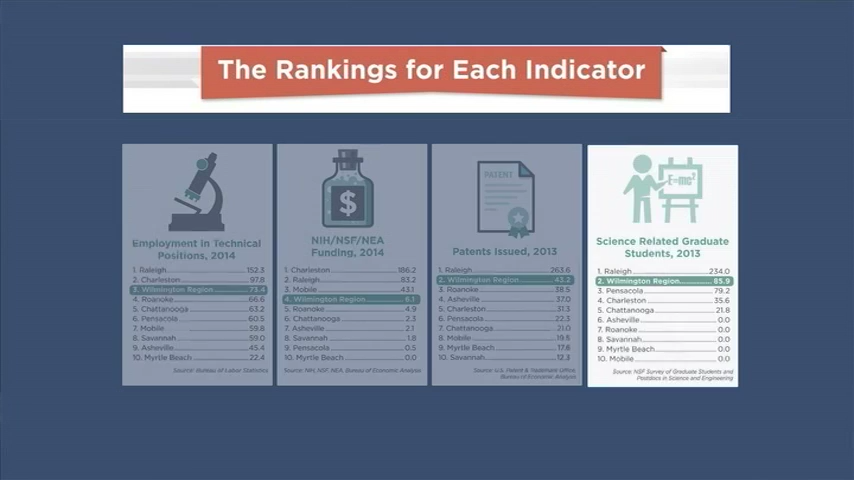 The Rankings for Each Indicator
Employment in Technical
Positions, 2014
1. Raleigh 152.3
2. Charleston 97.8
3. Wilmington Region 73.4
4. Roanoke 66.6
5. Chattanooga 63.2
6. Pensacola 60.5
7. Mobile 59.8
8. Savannah 59.0
9. Asheville 45.4
10. Myrtle Beach 22.4
Source: Bureau of Labor Statistics
$
NIH/NSF/NEA
Funding, 2014
1. Charleston 186.2
2. Raleigh 83.2
3. Mobile 43.1
4. Wilmington Region 6.1
5. Roanoke 4.9
6. Chattanooga 2.3
7. Asheville 2.1
8. Savannah 1.8
9. Pensacola 0.5
10. Myrtle Beach 0.0
Source: NIH, NSF, NEA, Bureau of Economic Analysis
PATENT
Patents Issued, 2013
1. Raleigh 263.6
2. Wilmington Region 43.2
3. Roanoke 38.5
4. Asheville 37.0
5. Charleston 31.3
6. Pensacola 22.3
7. Chattanooga 21.0
8. Mobile 19.5
9. Myrtle Beach 17.8
10. Savannah 12.3
Source: U.S. Patent & Trademark Office,
Bureau of Economic Analysis
E=mc²
Science Related Graduate
Students, 2013
1. Raleigh 234.0
2. Wilmington Region 85.9
3. Pensacola 79.2
4. Charleston 35.6
5. Chattanooga 21.8
6. Asheville 0.0
7. Roanoke 0.0
8. Savannah 0.0
9. Myrtle Beach 0.0
10. Mobile 0.0
Source: NSF Survey of Graduate Students and
Postdocs in Science and Engineering